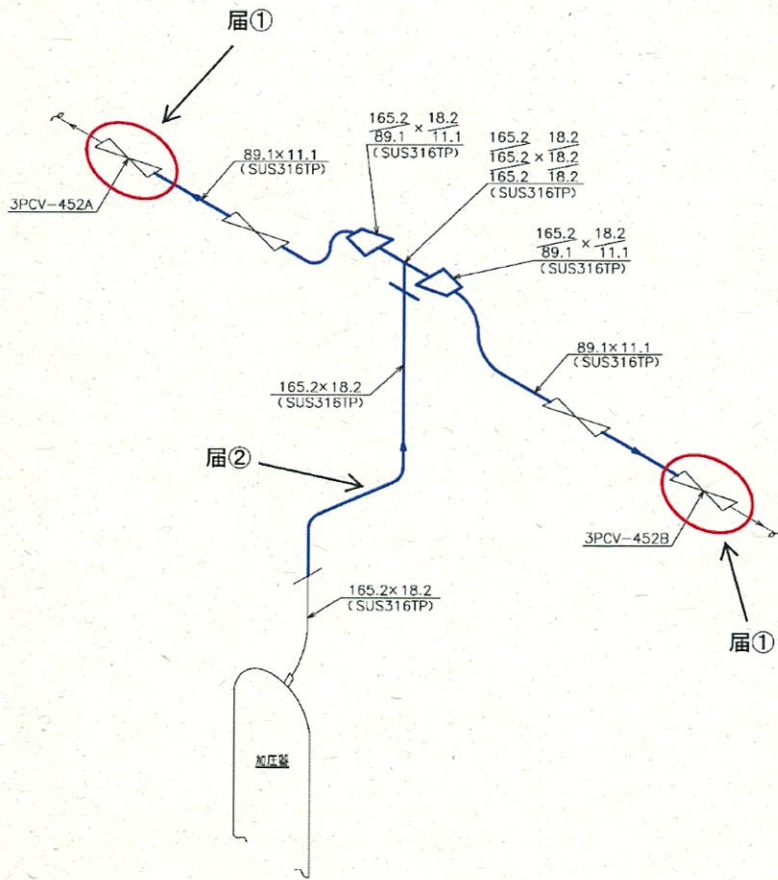 届①
3PCV-452A
89.1×11.1
(SUS316TP)
165.2 × 18.2
89.1 11.1
(SUS316TP)
165.2 18.2
165.2 × 18.2
165.2 18.2
(SUS316TP)
165.2 × 18.2
89.1 11.1
(SUS316TP)
89.1×11.1
(SUS316TP)
165.2×18.2
(SUS316TP)
届②
3PCV-452B
届①
165.2×18.2
(SUS316TP)
加圧器